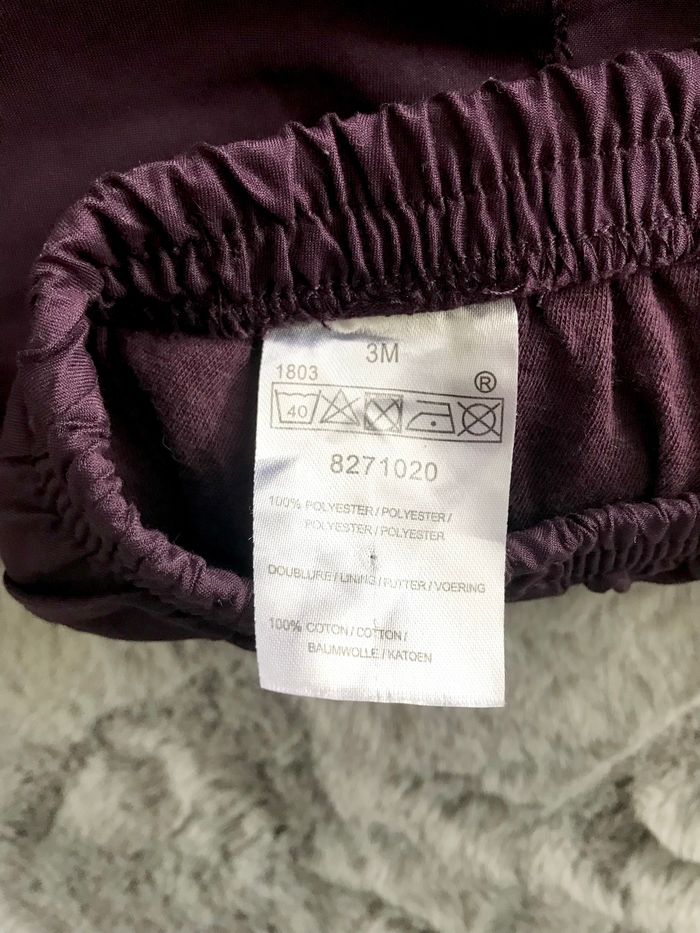 3M
1803
®
40
8271020
100% POLYESTER/POLYESTER/
POLYESTER/POLYESTER
DOUBLURE/LINING/FUTTER/VOERING
100% COTON/COTTON/
BAUMWOLLE/KATOEN